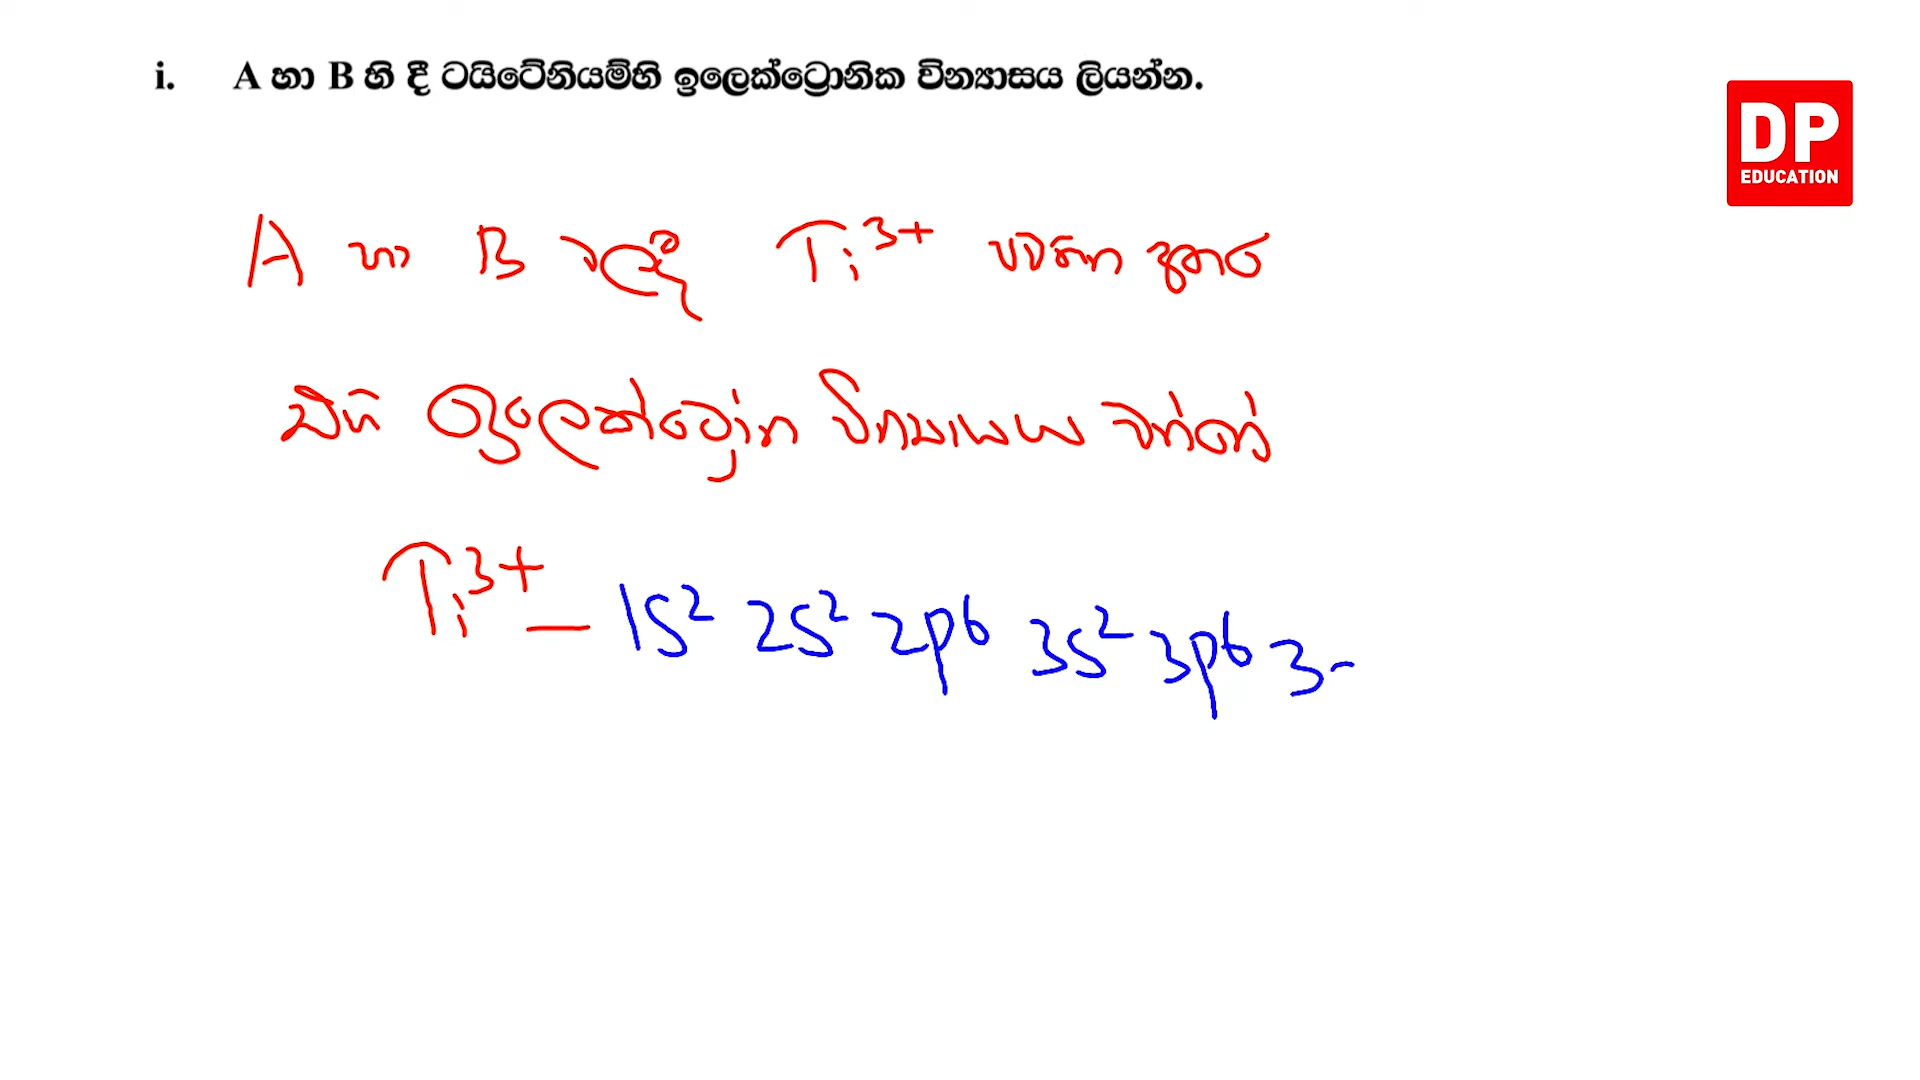 i. A හා B හි දී ටයිටේනියම්හි ඉලෙක්ට්‍රොනික වින්‍යාසය ලියන්න.
DP
EDUCATION
A හා B වලදී Ti³⁺ පවතින අතර
එහි ඉලෙක්ට්‍රෝන වින්‍යාසය වන්නේ
Ti³⁺ – 1s² 2s² 2p⁶ 3s² 3p⁶ 3